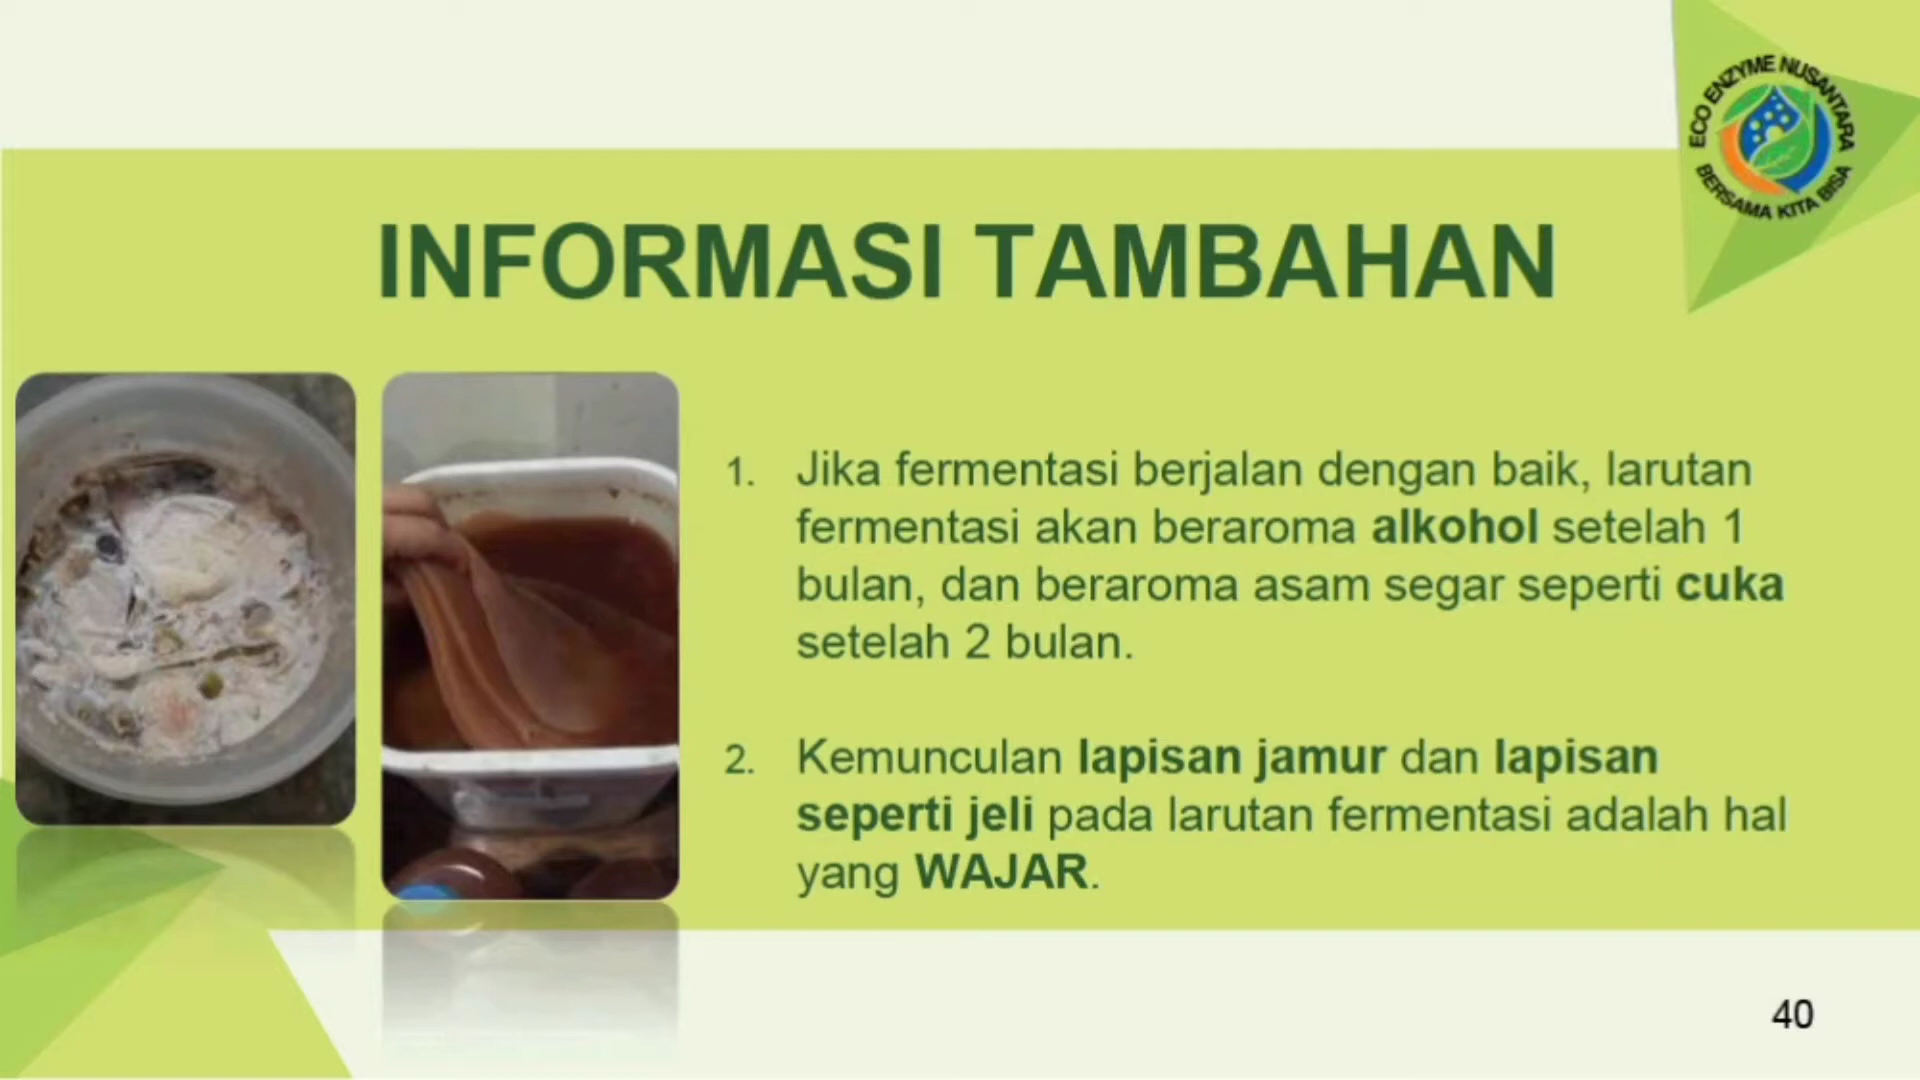 ECO ENZYME NUSANTARA
BERSAMA KITA BISA
INFORMASI TAMBAHAN
1. Jika fermentasi berjalan dengan baik, larutan
fermentasi akan beraroma alkohol setelah 1
bulan, dan beraroma asam segar seperti cuka
setelah 2 bulan.
2. Kemunculan lapisan jamur dan lapisan
seperti jeli pada larutan fermentasi adalah hal
yang WAJAR.
40